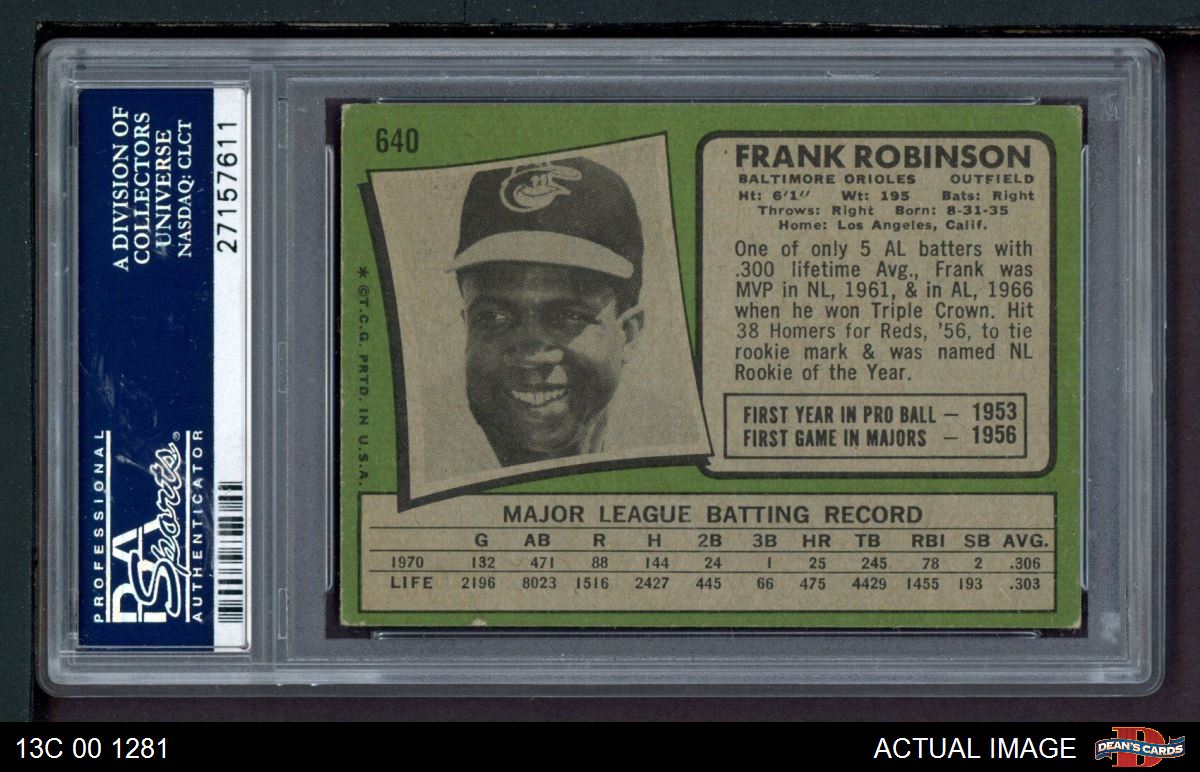 A DIVISION OF
COLLECTORS
UNIVERSE
NASDAQ: CLCT
27157611
PROFESSIONAL
PSA
Sports®
AUTHENTICATOR
640
* ©T.C.G. PRTD. IN U.S.A.
FRANK ROBINSON
BALTIMORE ORIOLES OUTFIELD
Ht: 6'1" Wt: 195 Bats: Right
Throws: Right Born: 8-31-35
Home: Los Angeles, Calif.
One of only 5 AL batters with
.300 lifetime Avg., Frank was
MVP in NL, 1961, & in AL, 1966
when he won Triple Crown. Hit
38 Homers for Reds, '56, to tie
rookie mark & was named NL
Rookie of the Year.
FIRST YEAR IN PRO BALL — 1953
FIRST GAME IN MAJORS — 1956
MAJOR LEAGUE BATTING RECORD
G AB R H 2B 3B HR TB RBI SB AVG.
1970 132 471 88 144 24 1 25 245 78 2 .306
LIFE 2196 8023 1516 2427 445 66 475 4429 1455 193 .303
13C 00 1281
ACTUAL IMAGE
DEAN'S CARDS